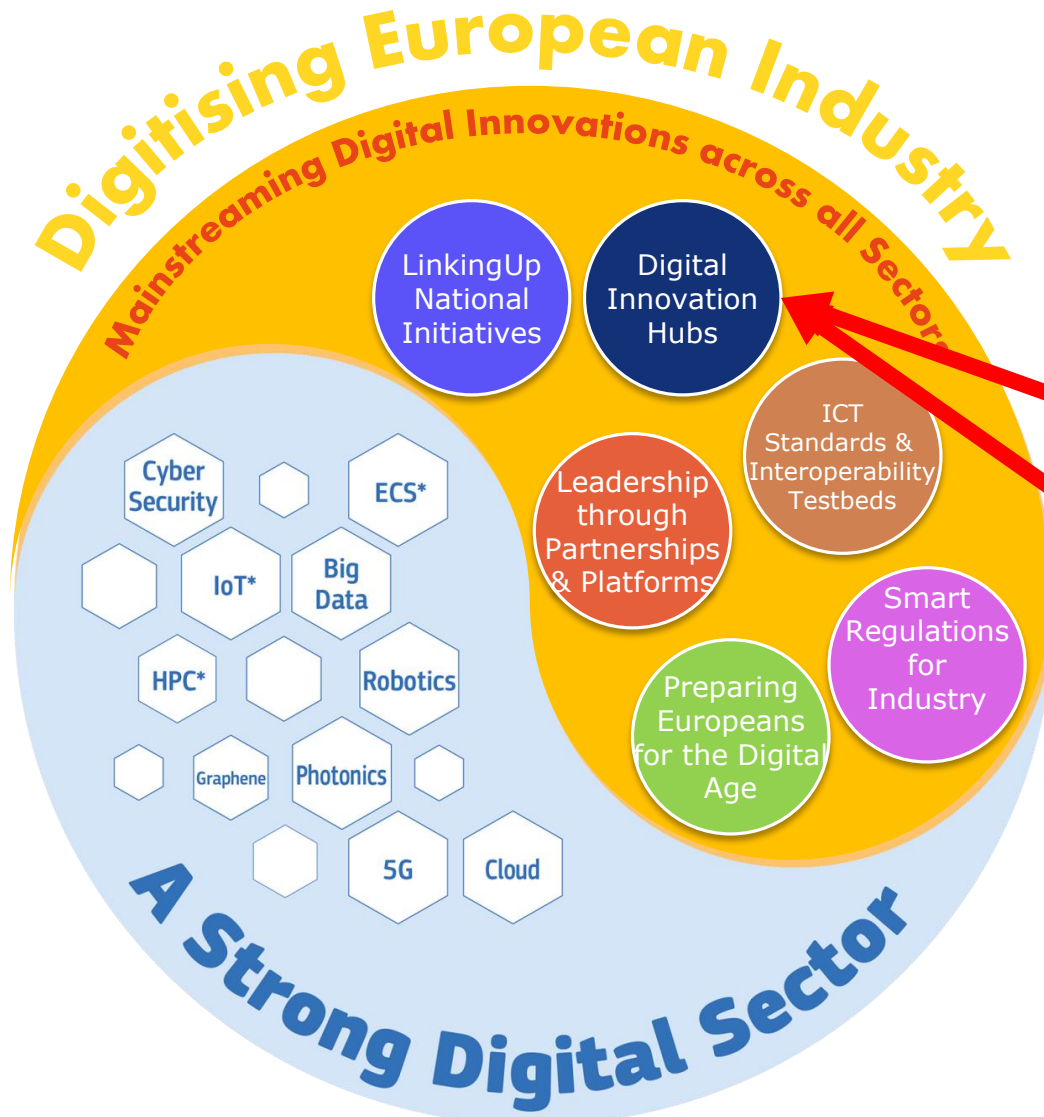 Digitising European Industry
Mainstreaming Digital Innovations across all Sectors
LinkingUp
National
Initiatives
Digital
Innovation
Hubs
ICT
Standards &
Interoperability
Testbeds
Leadership
through
Partnerships
& Platforms
Smart
Regulations
for
Industry
Preparing
Europeans
for the Digital
Age
Cyber
Security
ECS*
IoT*
Big
Data
HPC*
Robotics
Graphene
Photonics
5G
Cloud
A Strong Digital Sector